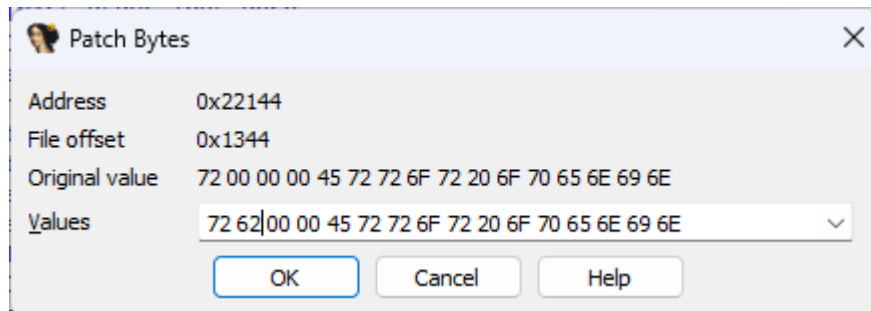 Patch Bytes
Address 0x22144
File offset 0x1344
Original value 72 00 00 00 45 72 72 6F 72 20 6F 70 65 6E 69 6E
Values 72 62 00 00 45 72 72 6F 72 20 6F 70 65 6E 69 6E
OK Cancel Help